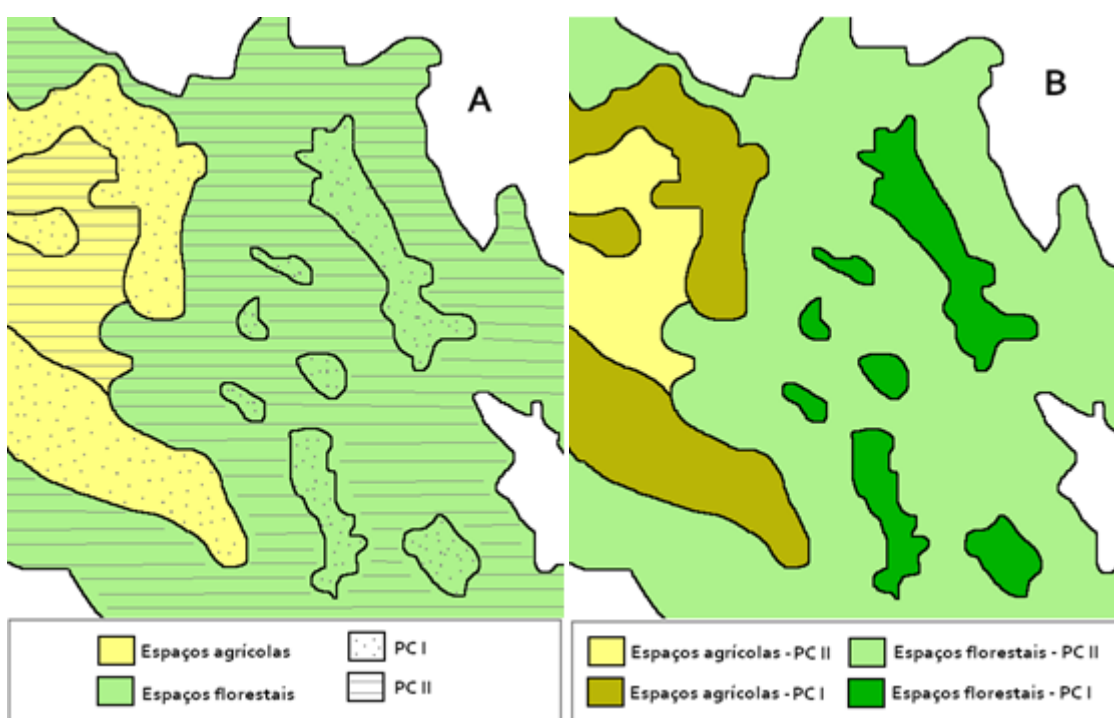 A
B
Espaços agrícolas
PC I
Espaços florestais
PC II
Espaços agrícolas - PC II
Espaços florestais - PC II
Espaços agrícolas - PC I
Espaços florestais - PC I